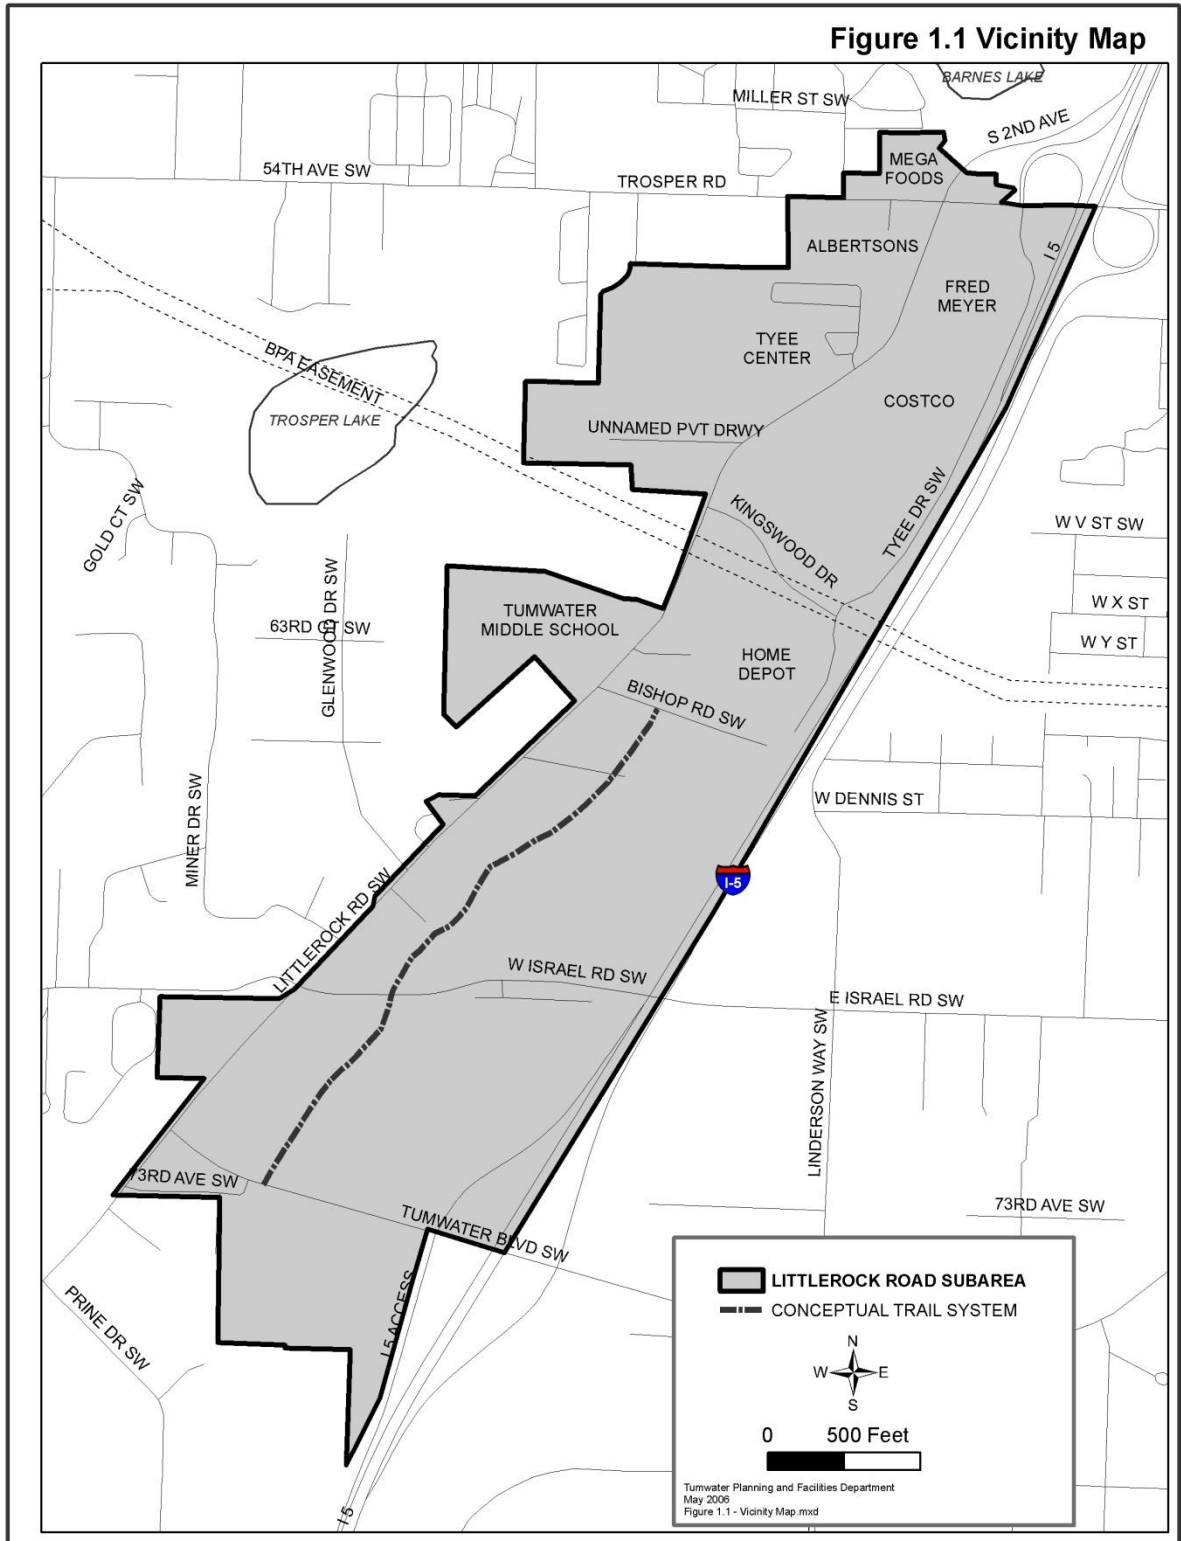 Figure 1.1 Vicinity Map
BARNES LAKE
MILLER ST SW
S 2ND AVE
MEGA
FOODS
54TH AVE SW
TROSPER RD
ALBERTSONS
I 5
FRED
MEYER
TYEE
CENTER
BPA EASEMENT
COSTCO
TROSPER LAKE
UNNAMED PVT DRWY
GOLD CT SW
KINGSWOOD DR
TYEE DR SW
W V ST SW
W X ST
TUMWATER
MIDDLE SCHOOL
63RD CT SW
GLENWOOD DR SW
W Y ST
HOME
DEPOT
BISHOP RD SW
MINER DR SW
W DENNIS ST
I-5
LITTLEROCK RD SW
W ISRAEL RD SW
E ISRAEL RD SW
LINDERSON WAY SW
73RD AVE SW
73RD AVE SW
TUMWATER BLVD SW
I 5 ACCESS
PRINE DR SW
I 5
LITTLEROCK ROAD SUBAREA
CONCEPTUAL TRAIL SYSTEM
N
W E
S
0 500 Feet
Tumwater Planning and Facilities Department
May 2006
Figure 1.1 - Vicinity Map.mxd